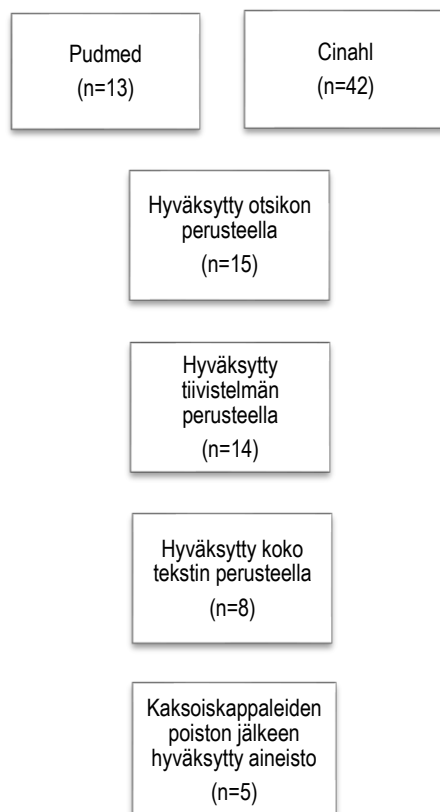 Pudmed
(n=13)
Cinahl
(n=42)
Hyväksytty otsikon
perusteella
(n=15)
Hyväksytty
tiivistelmän
perusteella
(n=14)
Hyväksytty koko
tekstin perusteella
(n=8)
Kaksoiskappaleiden
poiston jälkeen
hyväksytty aineisto
(n=5)